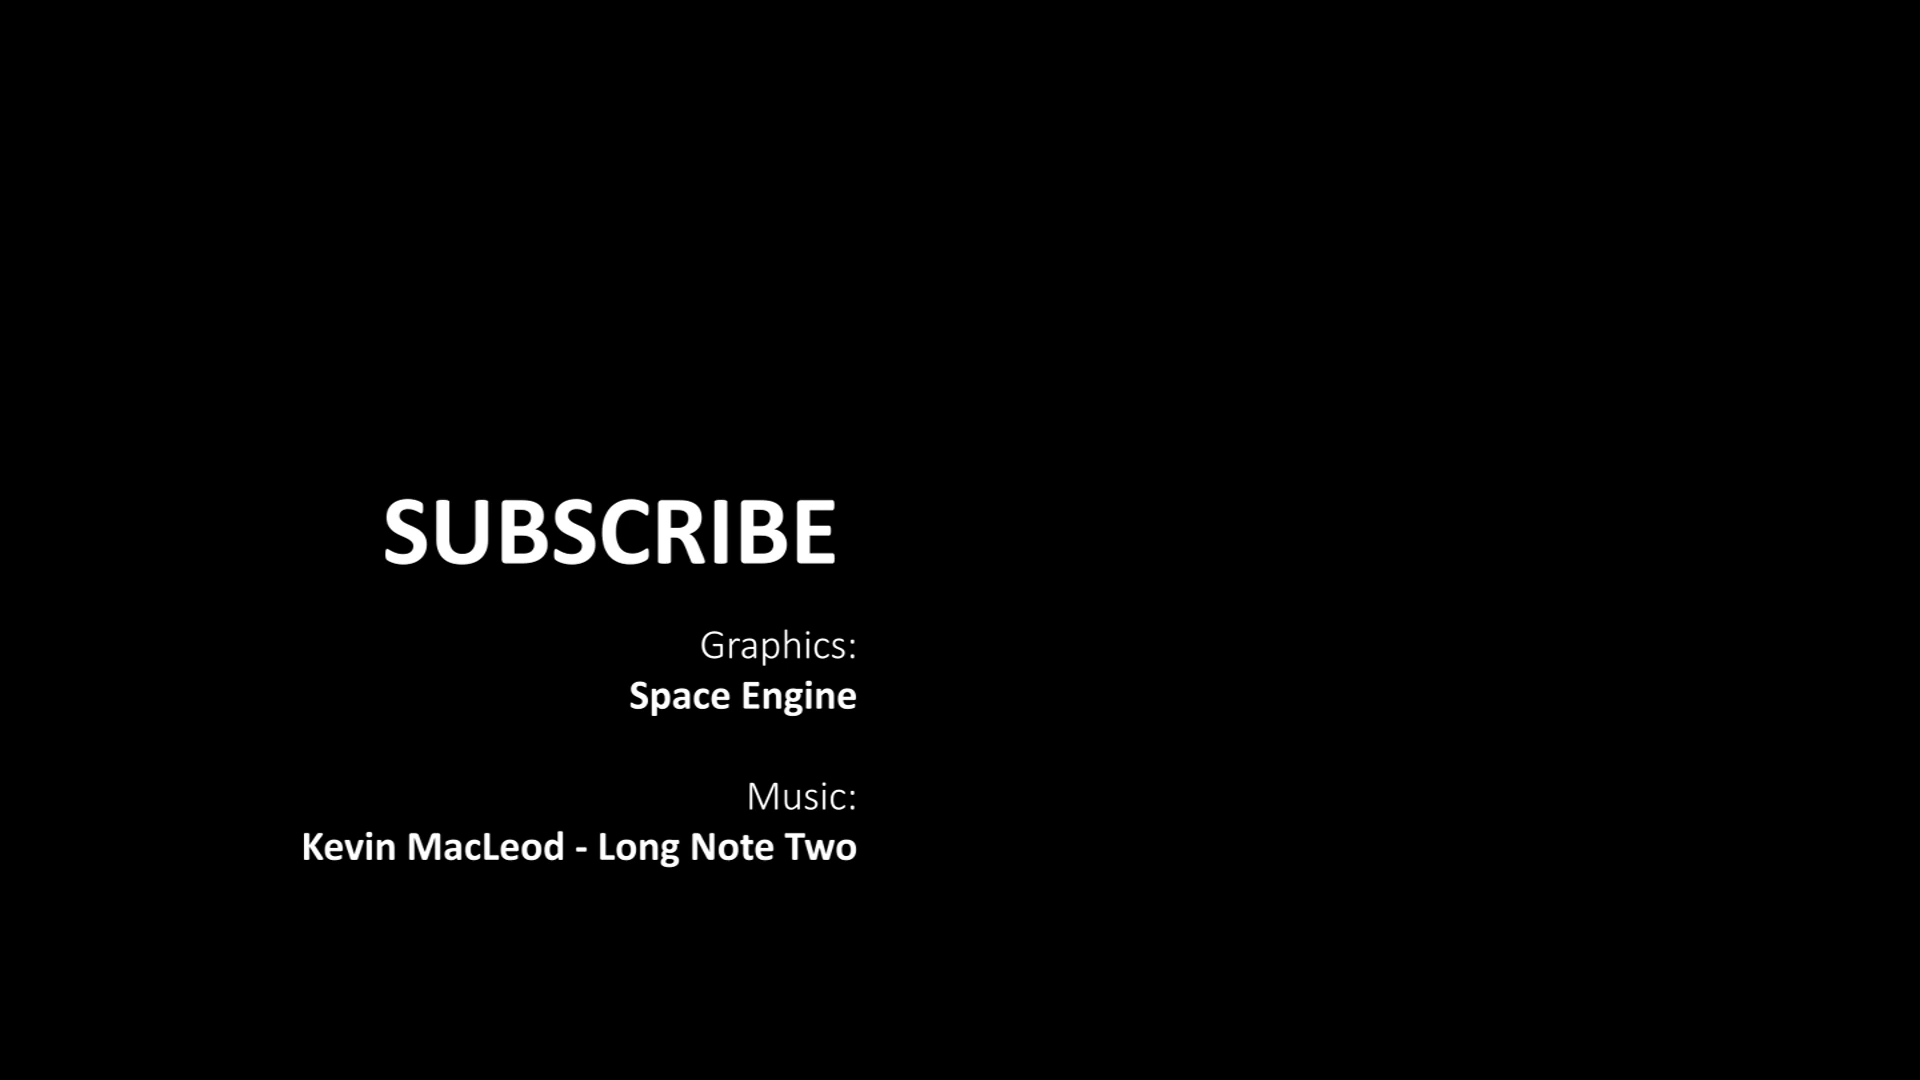 SUBSCRIBE
Graphics:
Space Engine
Music:
Kevin MacLeod - Long Note Two